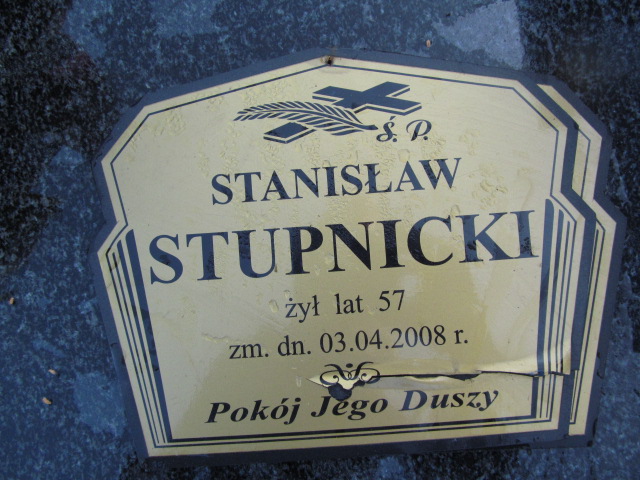 Ś. P.
STANISŁAW
STUPNICKI
żył lat 57
zm. dn. 03.04.2008 r.
Pokój Jego Duszy